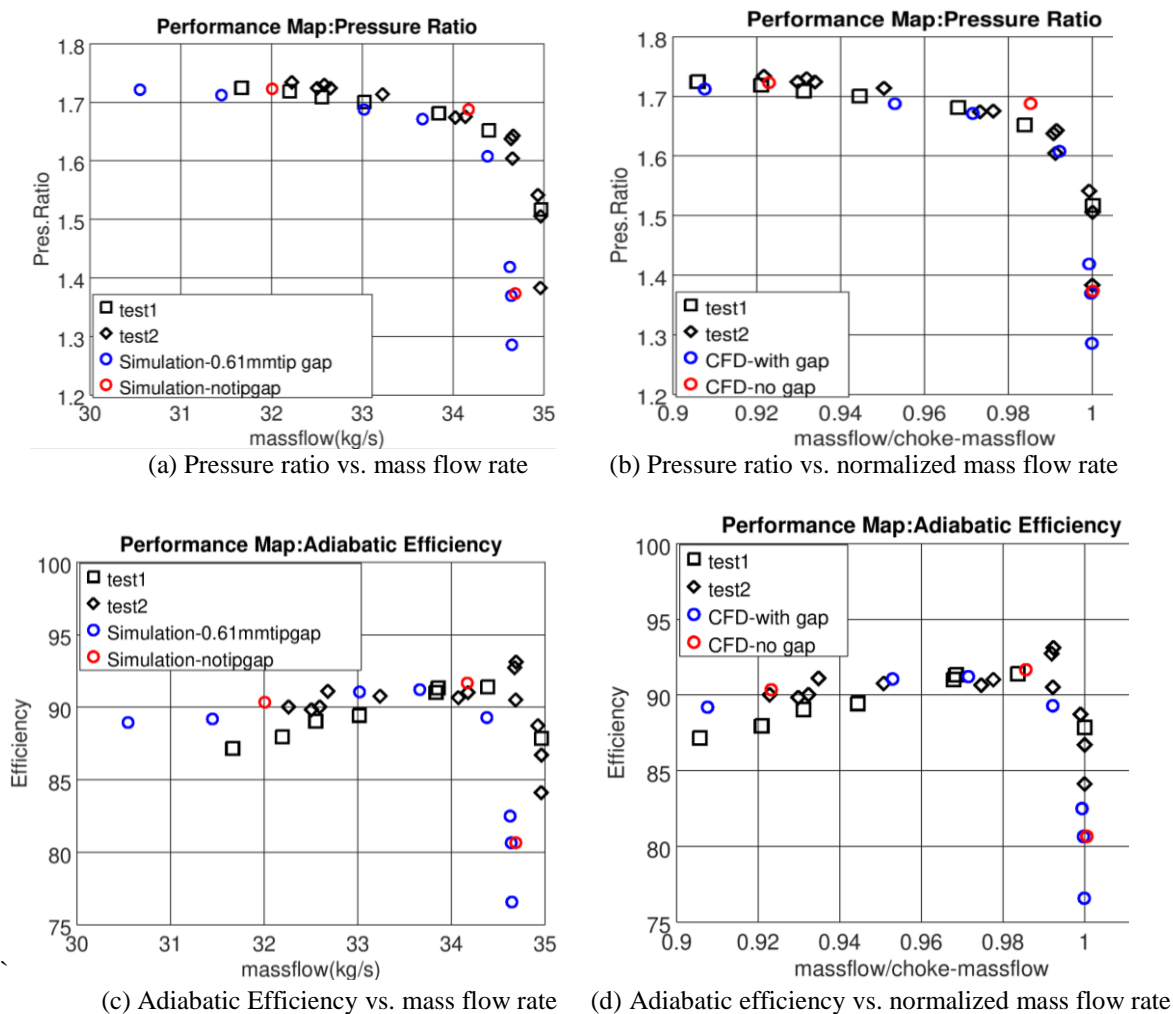 Performance Map:Pressure Ratio
1.8
1.7
1.6
1.5
1.4
1.3
1.2
Pres.Ratio
test1
test2
Simulation-0.61mmtip gap
Simulation-notipgap
30 31 32 33 34 35
massflow(kg/s)
(a) Pressure ratio vs. mass flow rate
Performance Map:Pressure Ratio
1.8
1.7
1.6
1.5
1.4
1.3
1.2
Pres.Ratio
test1
test2
CFD-with gap
CFD-no gap
0.9 0.92 0.94 0.96 0.98 1
massflow/choke-massflow
(b) Pressure ratio vs. normalized mass flow rate
Performance Map:Adiabatic Efficiency
100
95
90
85
80
75
Efficiency
test1
test2
Simulation-0.61mmtipgap
Simulation-notipgap
30 31 32 33 34 35
massflow(kg/s)
`
(c) Adiabatic Efficiency vs. mass flow rate
Performance Map:Adiabatic Efficiency
100
95
90
85
80
75
Efficiency
test1
test2
CFD-with gap
CFD-no gap
0.9 0.92 0.94 0.96 0.98 1
massflow/choke-massflow
(d) Adiabatic efficiency vs. normalized mass flow rate